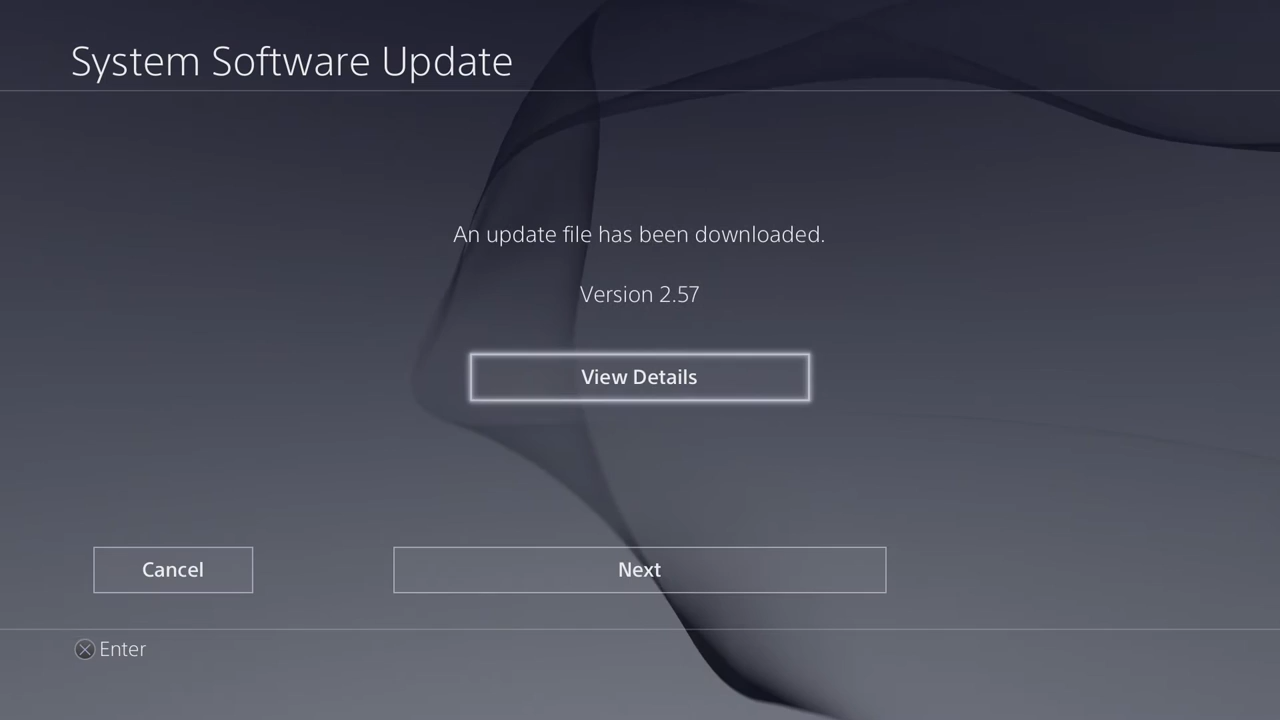 System Software Update
An update file has been downloaded.
Version 2.57
View Details
Cancel
Next
Enter